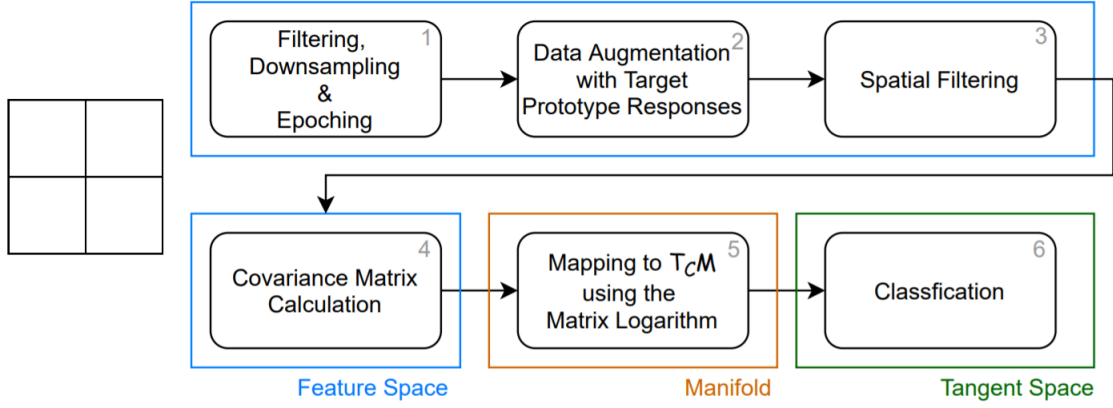 1
Filtering,
Downsampling
&
Epoching
2
Data Augmentation
with Target
Prototype Responses
3
Spatial Filtering
4
Covariance Matrix
Calculation
5
Mapping to T_C M
using the
Matrix Logarithm
6
Classfication
Feature Space
Manifold
Tangent Space